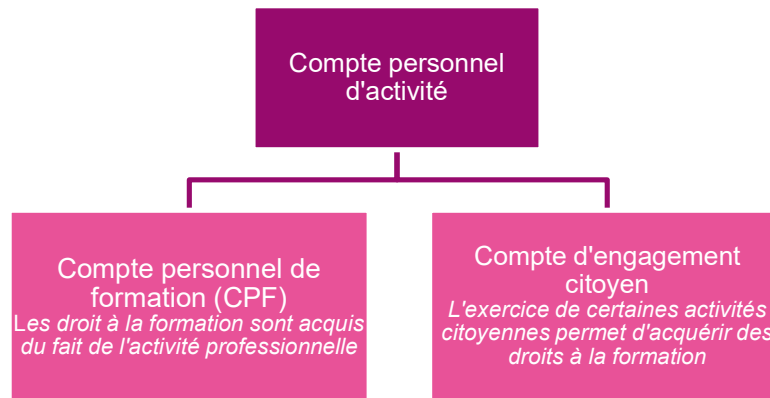 Compte personnel
d'activité
Compte personnel de
formation (CPF)
Les droit à la formation sont acquis
du fait de l'activité professionnelle
Compte d'engagement
citoyen
L'exercice de certaines activités
citoyennes permet d'acquérir des
droits à la formation